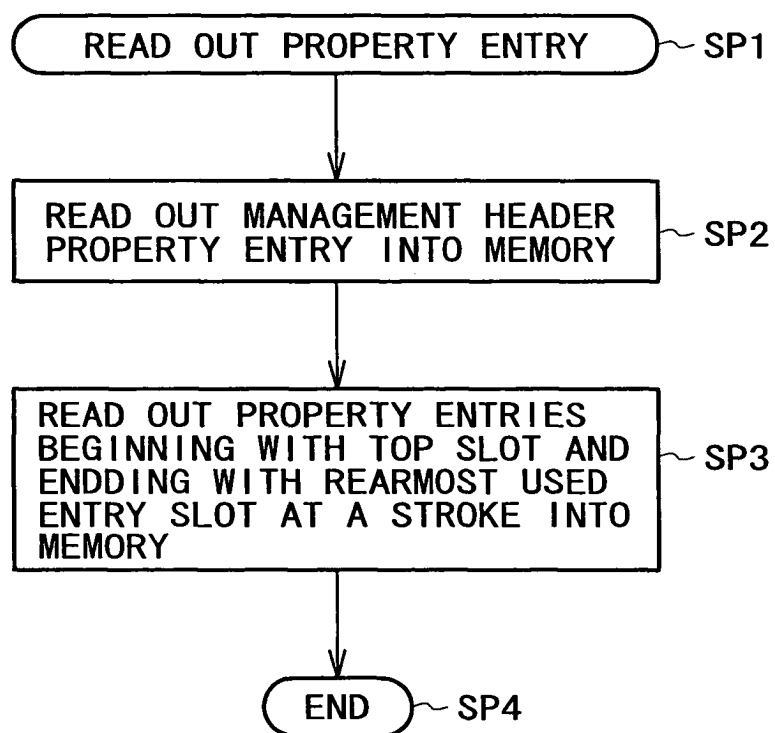 READ OUT PROPERTY ENTRY SP1
READ OUT MANAGEMENT HEADER
PROPERTY ENTRY INTO MEMORY
SP2
READ OUT PROPERTY ENTRIES
BEGINNING WITH TOP SLOT AND
ENDDING WITH REARMOST USED
ENTRY SLOT AT A STROKE INTO
MEMORY
SP3
END SP4